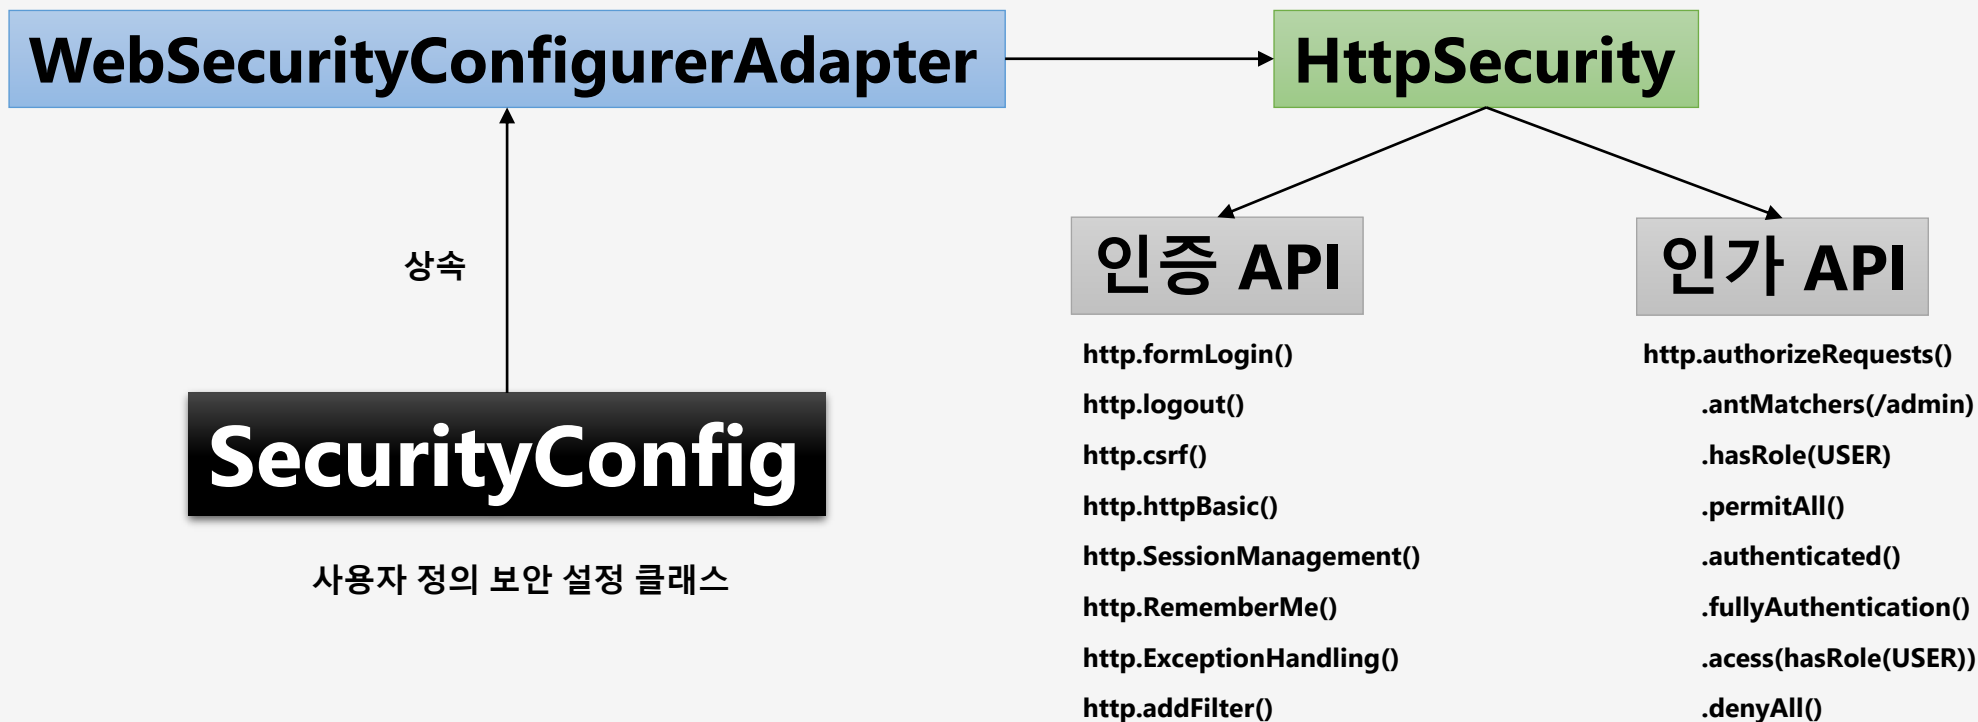 WebSecurityConfigurerAdapter
HttpSecurity
상속
SecurityConfig
사용자 정의 보안 설정 클래스
인증 API
http.formLogin()
http.logout()
http.csrf()
http.httpBasic()
http.SessionManagement()
http.RememberMe()
http.ExceptionHandling()
http.addFilter()
인가 API
http.authorizeRequests()
.antMatchers(/admin)
.hasRole(USER)
.permitAll()
.authenticated()
.fullyAuthentication()
.acess(hasRole(USER))
.denyAll()